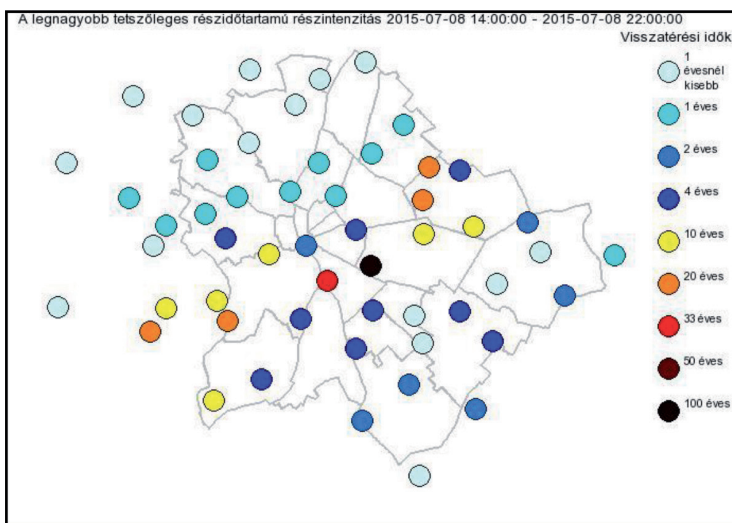 A legnagyobb tetszőleges részidőtartamú részintenzitás 2015-07-08 14:00:00 - 2015-07-08 22:00:00
Visszatérési idők
1
évesnél
kisebb
1 éves
2 éves
4 éves
10 éves
20 éves
33 éves
50 éves
100 éves